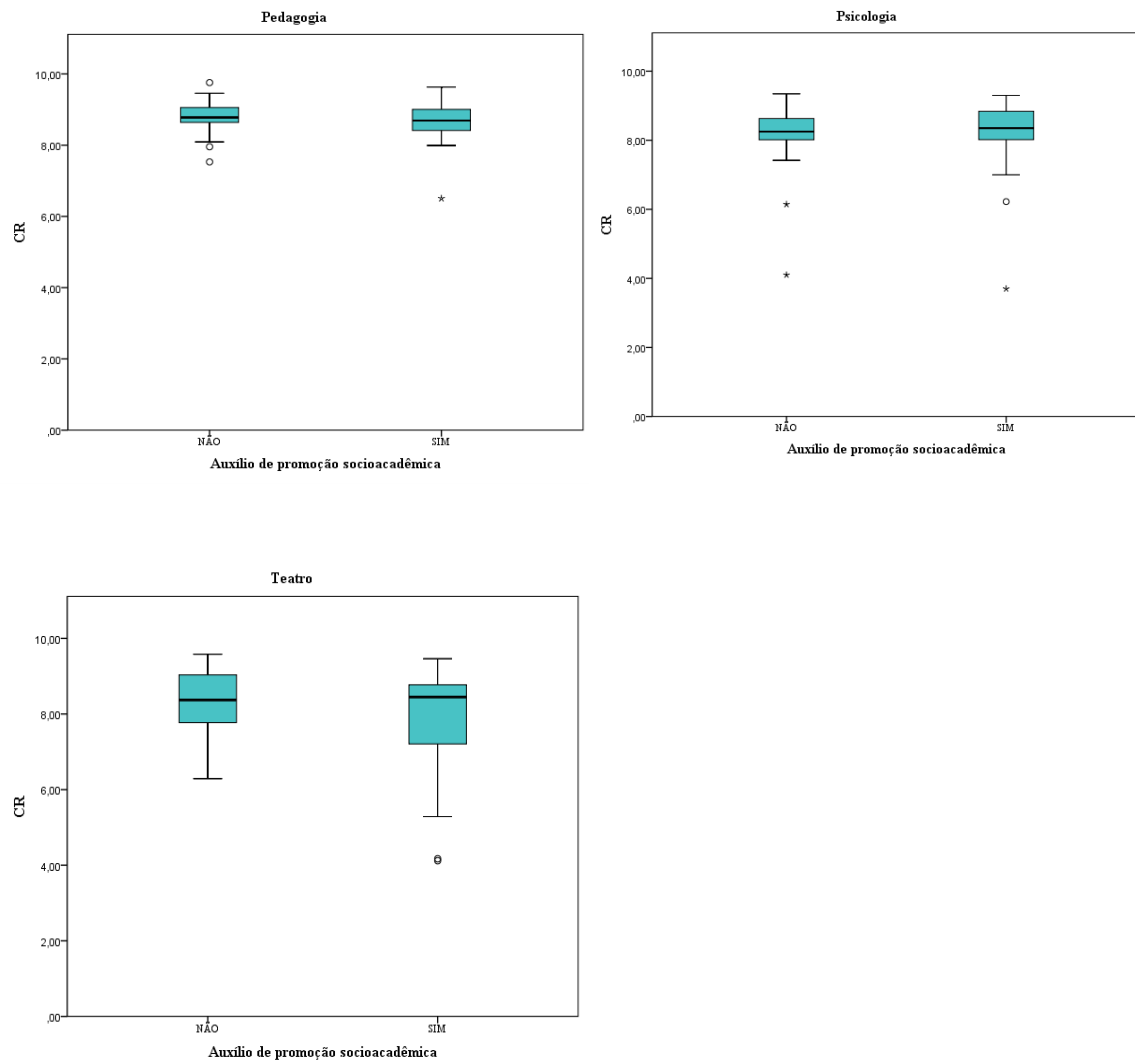 Pedagogia
10,00
8,00
6,00
4,00
2,00
,00
CR
NÃO
SIM
Auxílio de promoção socioacadêmica
Psicologia
10,00
8,00
6,00
4,00
2,00
,00
CR
NÃO
SIM
Auxílio de promoção socioacadêmica
Teatro
10,00
8,00
6,00
4,00
2,00
,00
CR
NÃO
SIM
Auxílio de promoção socioacadêmica